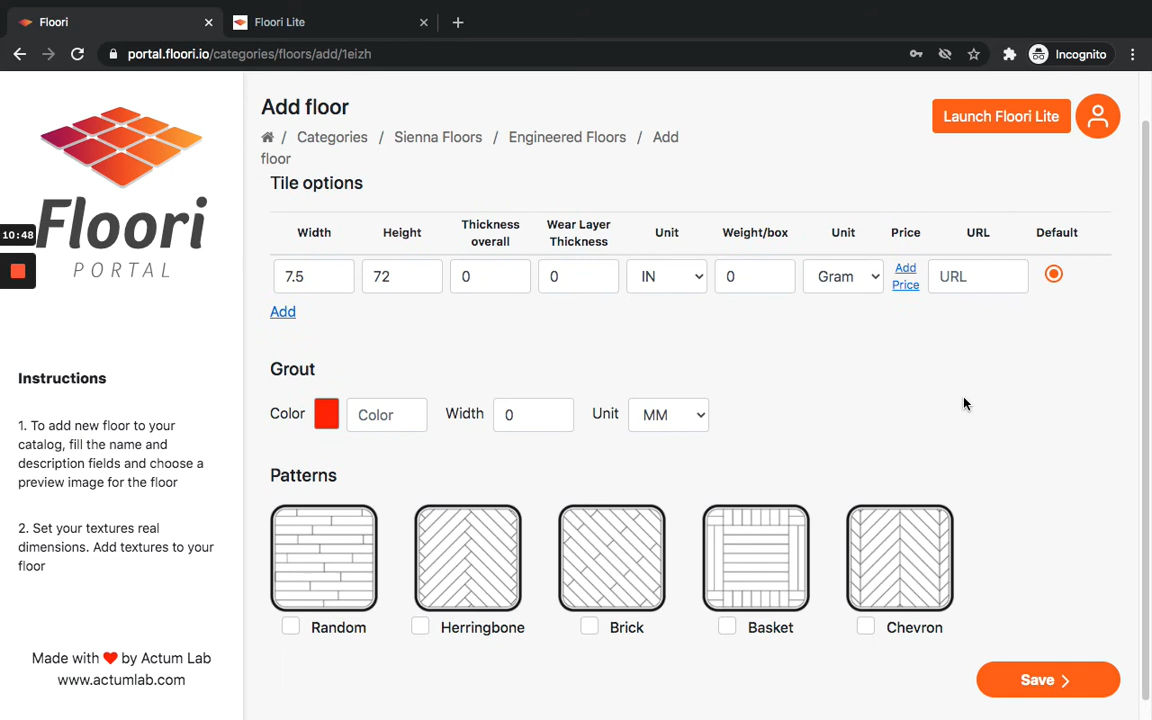 Floori
Floori Lite
portal.floori.io/categories/floors/add/1eizh
Incognito
Floori
PORTAL
10:48
Instructions
1. To add new floor to your
catalog, fill the name and
description fields and choose a
preview image for the floor
2. Set your textures real
dimensions. Add textures to your
floor
Made with by Actum Lab
www.actumlab.com
Add floor
Launch Floori Lite
/ Categories / Sienna Floors / Engineered Floors / Add
floor
Tile options
Width Height Thickness overall Wear Layer Thickness Unit Weight/box Unit Price URL Default
7.5 72 0 0 IN 0 Gram Add Price URL
Add
Grout
Color Color Width 0 Unit MM
Patterns
Random Herringbone Brick Basket Chevron
Save